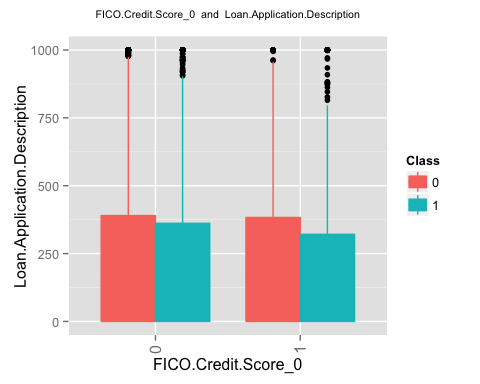 FICO.Credit.Score_0 and Loan.Application.Description
1000
750
500
250
0
Loan.Application.Description
0
1
FICO.Credit.Score_0
Class
0
1